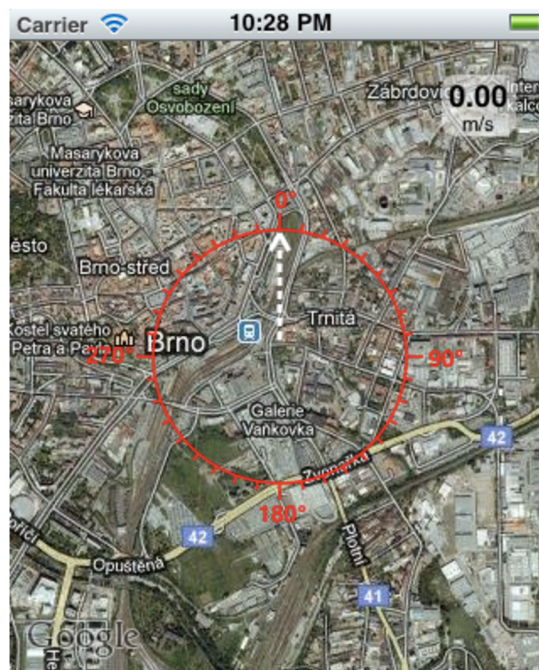 Carrier
10:28 PM
sady
Osvobození
Zábrdovi
0.00
m/s
Masarykova
univerzita Brno -
Fakulta lékařská
0°
Brno-střed
Trnitá
Kostel svatého
Petra a Pavla
Brno
270°
90°
Galerie
Vaňkovka
42
Zvonařka
180°
42
Opuštěná
Plotní
41
Google